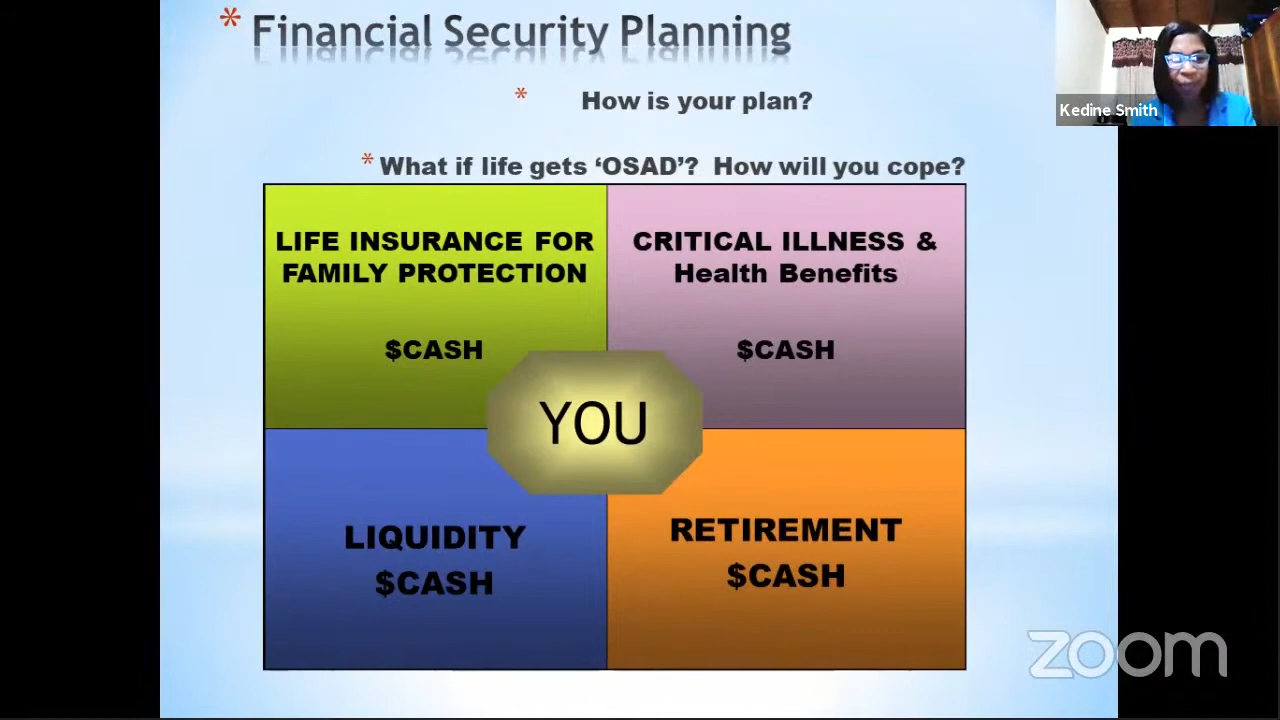 * Financial Security Planning
* How is your plan?
* What if life gets ‘OSAD’? How will you cope?
LIFE INSURANCE FOR
FAMILY PROTECTION
$CASH
CRITICAL ILLNESS &
Health Benefits
$CASH
YOU
LIQUIDITY
$CASH
RETIREMENT
$CASH
Kedine Smith
zoom